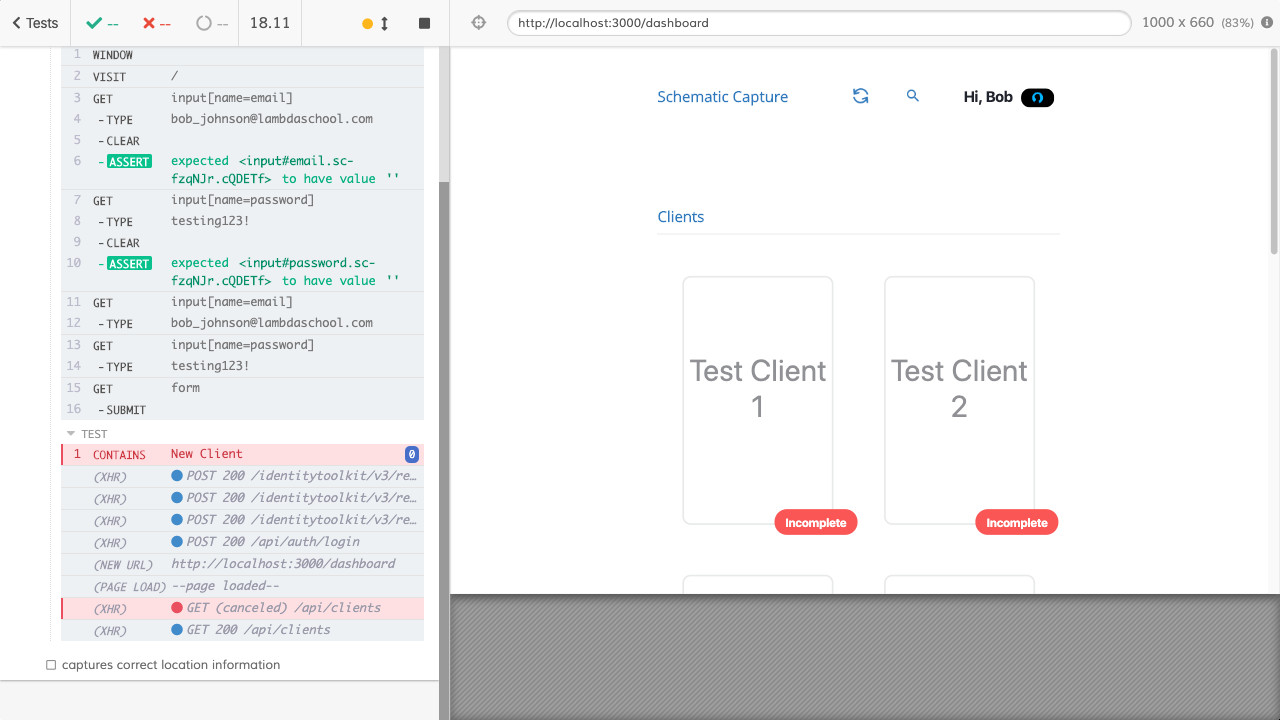 Tests
--
--
--
18.11
http://localhost:3000/dashboard
1000 x 660 (83%)
1 WINDOW
2 VISIT /
3 GET input[name=email]
4 -TYPE bob_johnson@lambdaschool.com
5 -CLEAR
6 -ASSERT expected <input#email.sc-
fzqNJr.cQDETf> to have value ''
7 GET input[name=password]
8 -TYPE testing123!
9 -CLEAR
10 -ASSERT expected <input#password.sc-
fzqNJr.cQDETf> to have value ''
11 GET input[name=email]
12 -TYPE bob_johnson@lambdaschool.com
13 GET input[name=password]
14 -TYPE testing123!
15 GET form
16 -SUBMIT
TEST
1 CONTAINS New Client 0
(XHR) POST 200 /identitytoolkit/v3/re…
(XHR) POST 200 /identitytoolkit/v3/re…
(XHR) POST 200 /identitytoolkit/v3/re…
(XHR) POST 200 /api/auth/login
(NEW URL) http://localhost:3000/dashboard
(PAGE LOAD) --page loaded--
(XHR) GET (canceled) /api/clients
(XHR) GET 200 /api/clients
captures correct location information
Schematic Capture
Hi, Bob
Clients
Test Client
1
Incomplete
Test Client
2
Incomplete